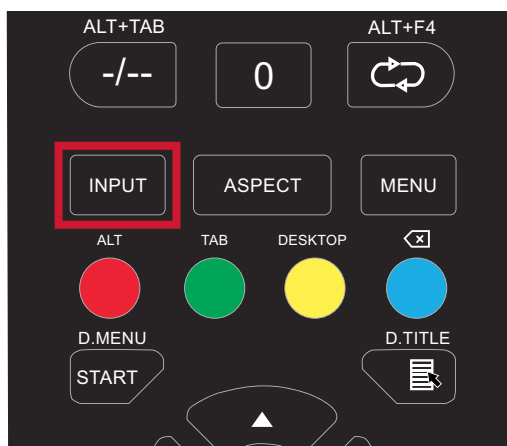 ALT+TAB ALT+F4
-/-- 0
INPUT ASPECT MENU
ALT TAB DESKTOP
D.MENU D.TITLE
START